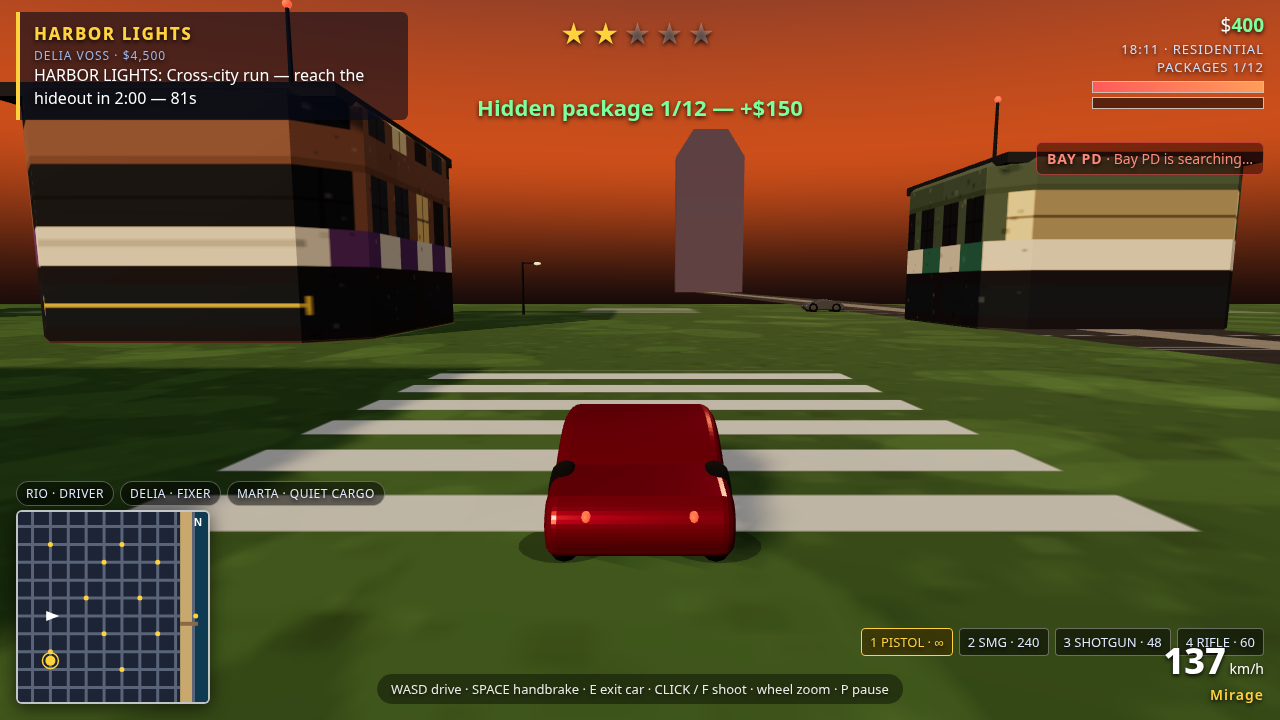 HARBOR LIGHTS
DELIA VOSS · $4,500
HARBOR LIGHTS: Cross-city run — reach the
hideout in 2:00 — 81s
★★★★★
Hidden package 1/12 — +$150
$400
18:11 · RESIDENTIAL
PACKAGES 1/12
BAY PD · Bay PD is searching...
RIO · DRIVER
DELIA · FIXER
MARTA · QUIET CARGO
N
1 PISTOL · ∞
2 SMG · 240
3 SHOTGUN · 48
4 RIFLE · 60
137 km/h
Mirage
WASD drive · SPACE handbrake · E exit car · CLICK / F shoot · wheel zoom · P pause